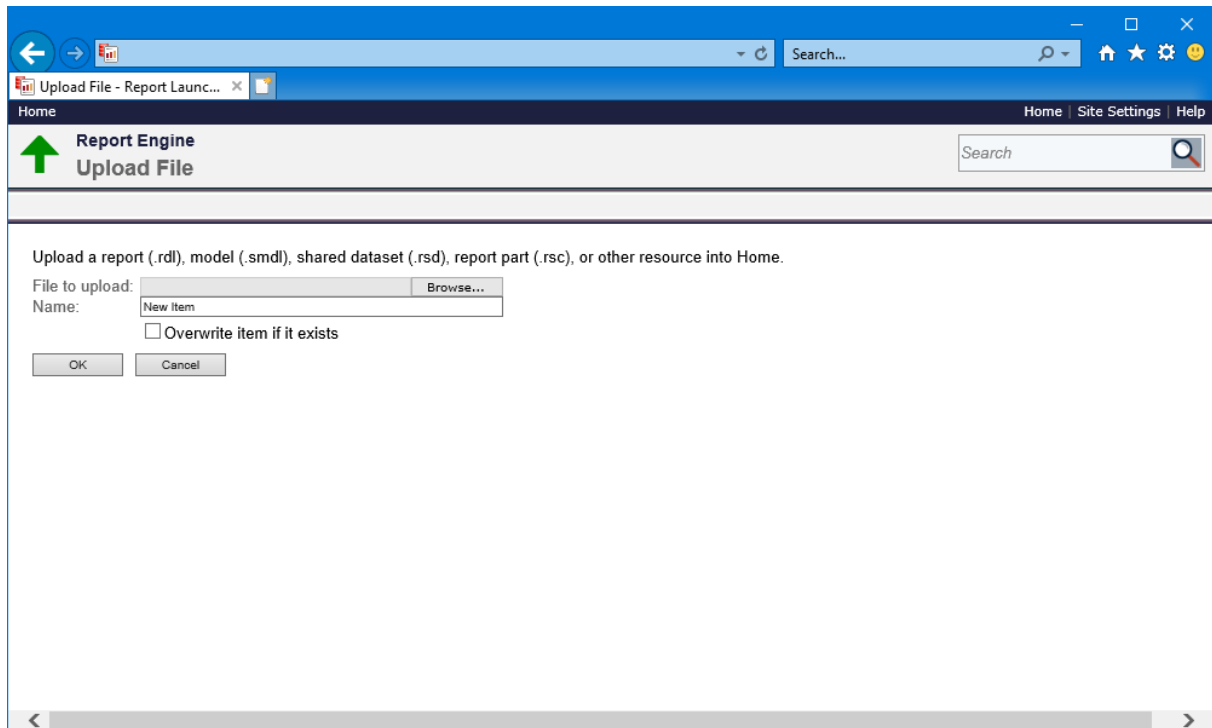 Search...
Upload File - Report Launc...
Home
Home | Site Settings | Help
Report Engine
Upload File
Search
Upload a report (.rdl), model (.smdl), shared dataset (.rsd), report part (.rsc), or other resource into Home.
File to upload: Browse...
Name: New Item
Overwrite item if it exists
OK Cancel